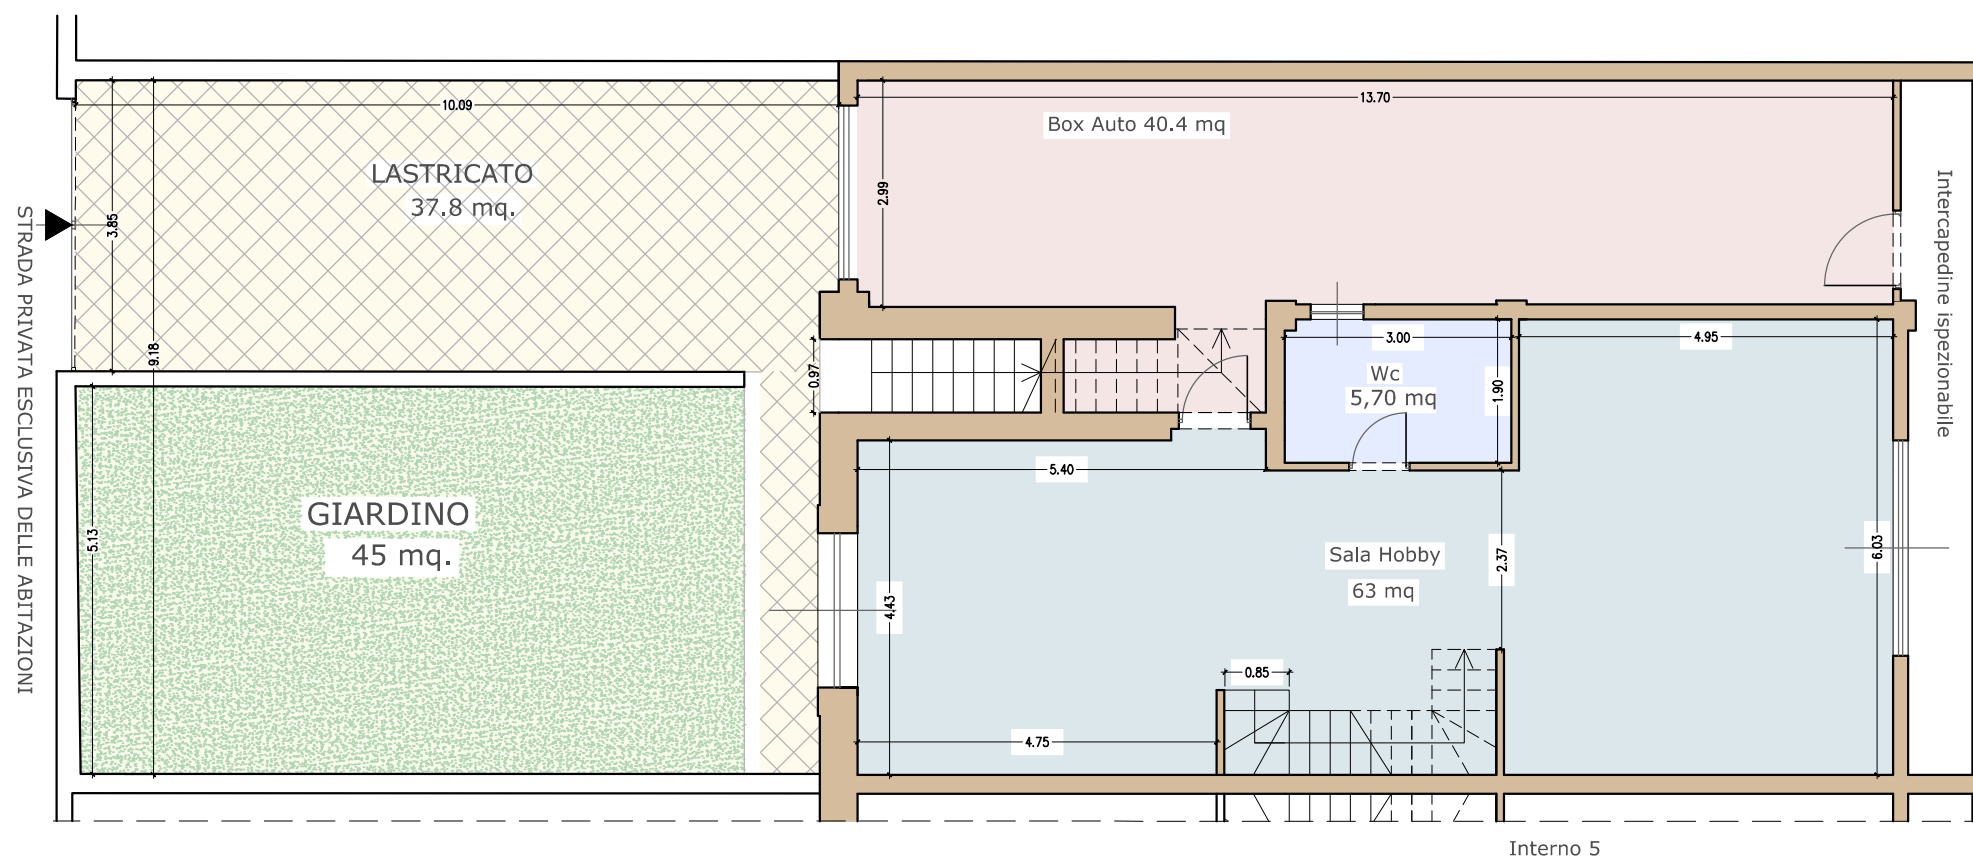 10.09
13.70
Box Auto 40.4 mq
LASTRICATO
37.8 mq.
2.99
3.85
Intercapedine ispezionabile
STRADA PRIVATA ESCLUSIVA DELLE ABITAZIONI
9.18
0.97
3.00
4.95
Wc
5,70 mq
1.90
5.40
GIARDINO
45 mq.
5.13
Sala Hobby
63 mq
2.37
6.03
4.43
0.85
4.75
Interno 5